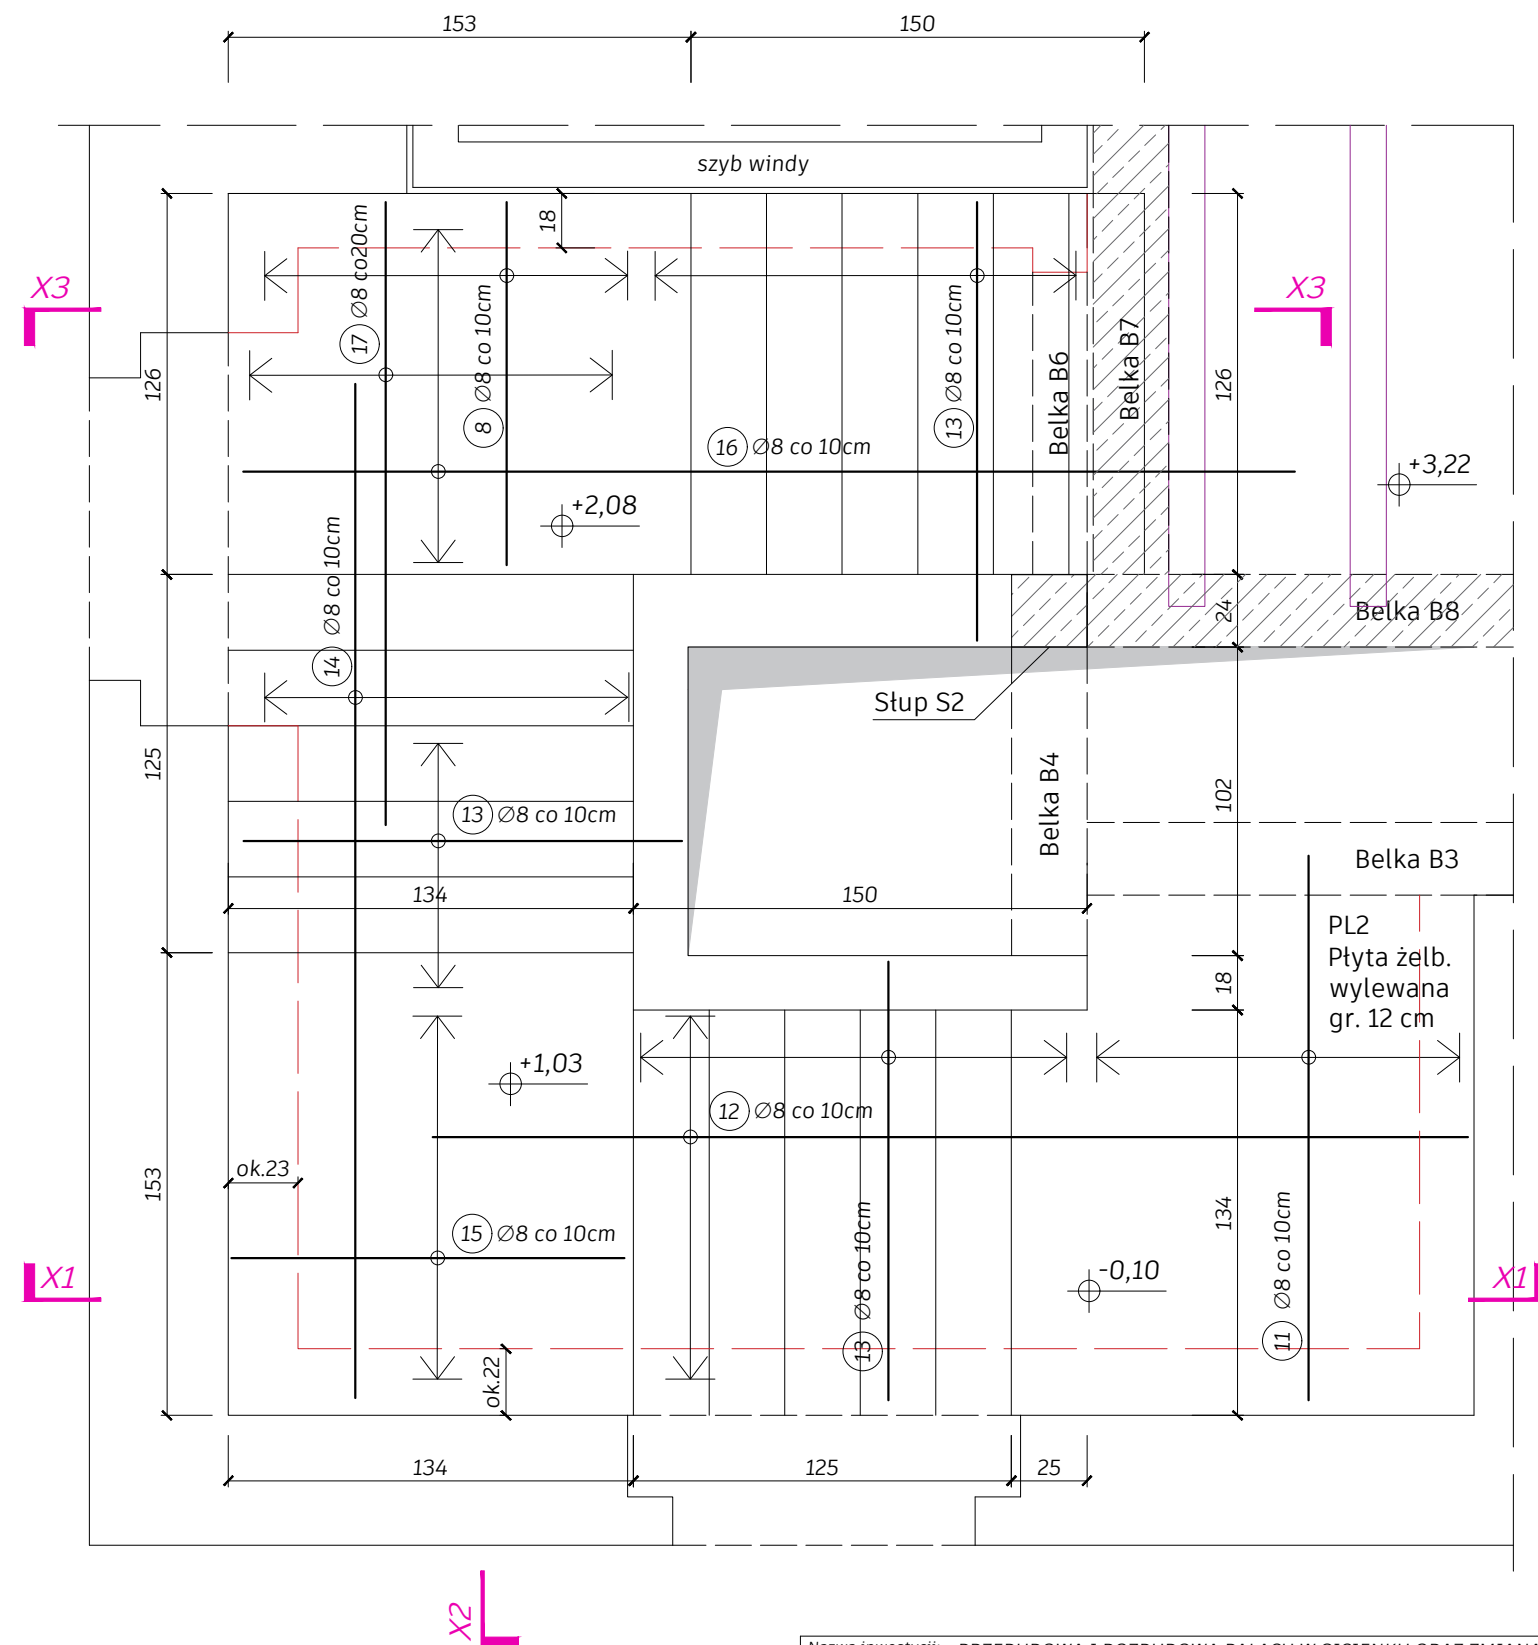 153
150
szyb windy
18
X3
X3
17 Ø8 co20cm
8 Ø8 co 10cm
13 Ø8 co 10cm
Belka B6
Belka B7
126
126
16 Ø8 co 10cm
+3,22
+2,08
14 Ø8 co 10cm
24
Belka B8
Słup S2
125
13 Ø8 co 10cm
Belka B4
102
Belka B3
134
150
PL2
Płyta żelb.
wylewana
gr. 12 cm
18
+1,03
12 Ø8 co 10cm
ok.23
153
15 Ø8 co 10cm
13 Ø8 co 10cm
134
11 Ø8 co 10cm
-0,10
X1
X1
ok.22
134
125
25
X2